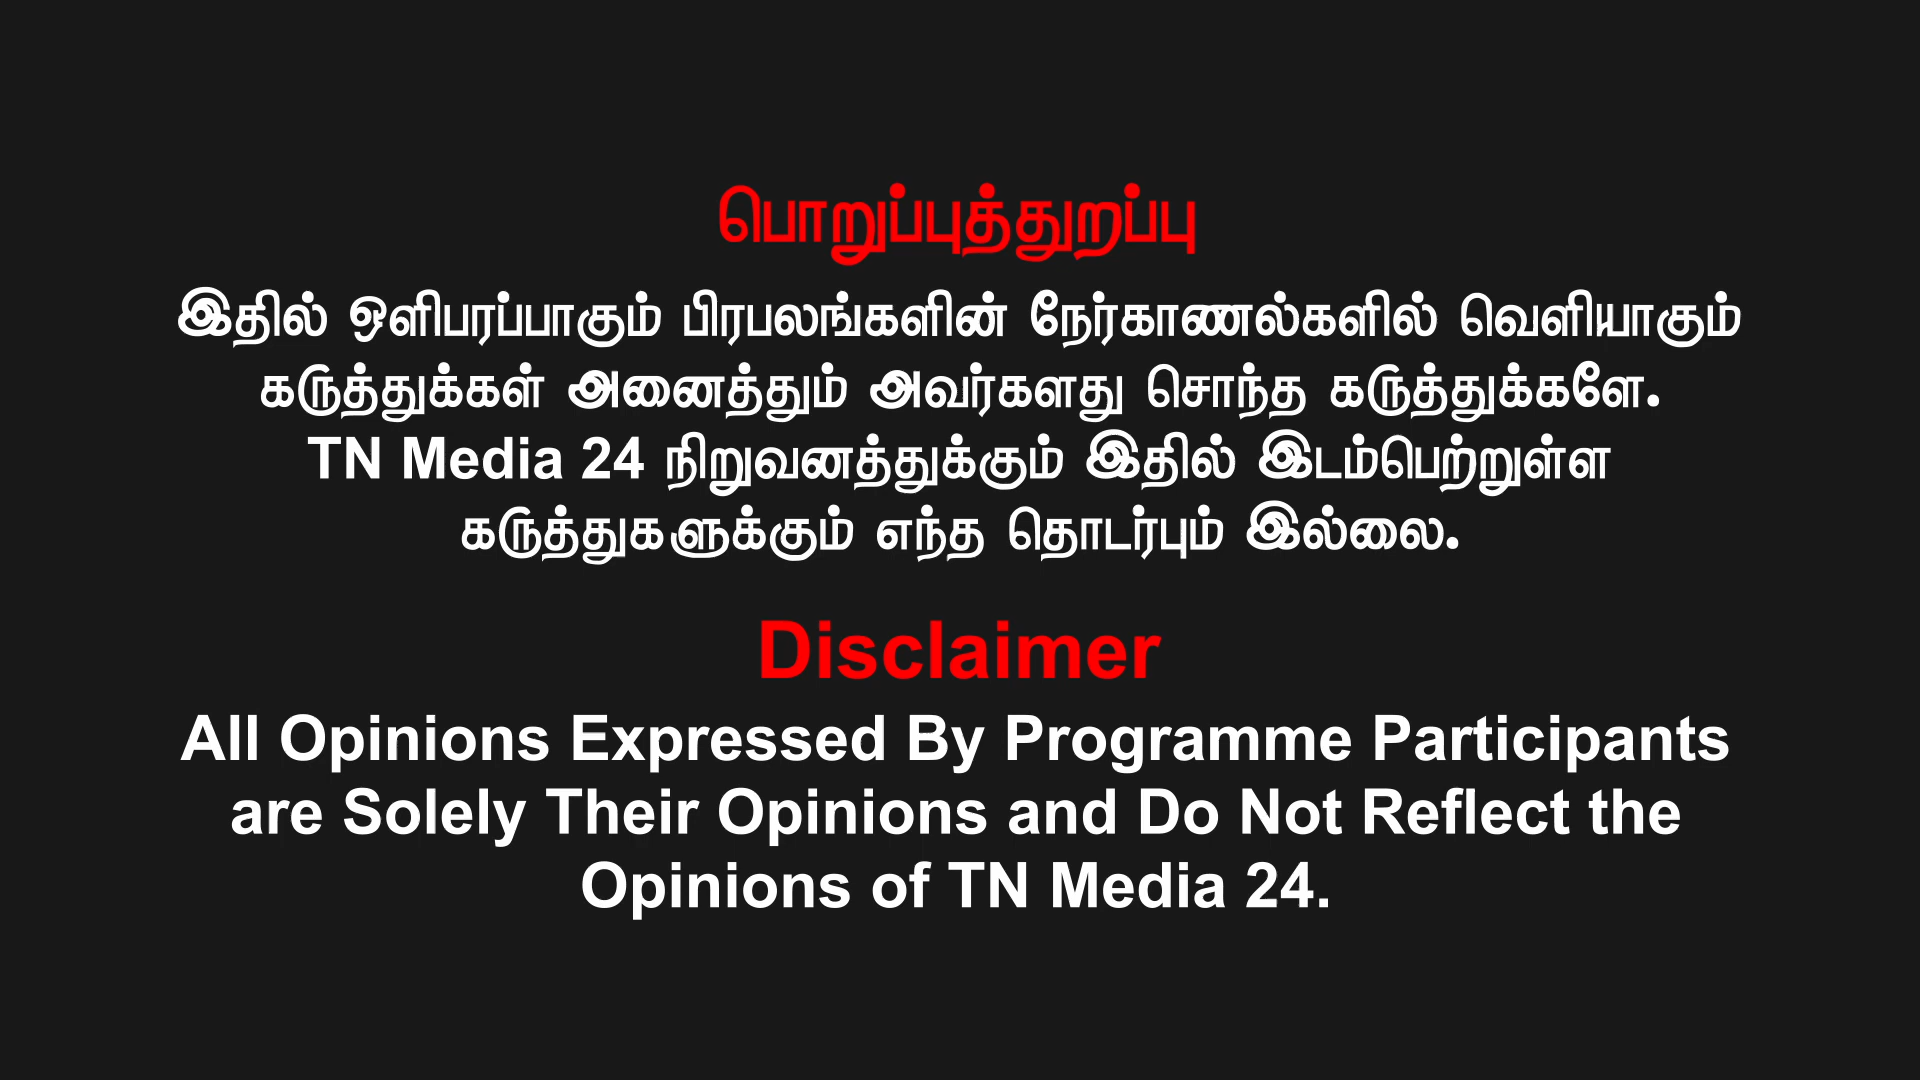 பொறுப்புத்துறப்பு
இதில் ஒளிபரப்பாகும் பிரபலங்களின் நேர்காணல்களில் வெளியாகும்
கருத்துக்கள் அனைத்தும் அவர்களது சொந்த கருத்துக்களே.
TN Media 24 நிறுவனத்துக்கும் இதில் இடம்பெற்றுள்ள
கருத்துகளுக்கும் எந்த தொடர்பும் இல்லை.
Disclaimer
All Opinions Expressed By Programme Participants
are Solely Their Opinions and Do Not Reflect the
Opinions of TN Media 24.